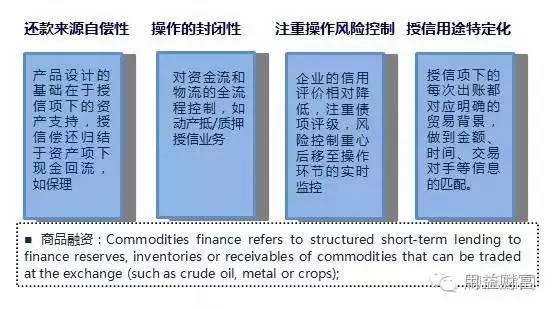 还款来源自偿性
产品设计的
基础在于授
信项下的资
产支持，授
信偿还归结
于资产项下
现金回流，
如保理
操作的封闭性
对资金流和
物流的全流
程控制，如
动产抵/质押
授信业务
注重操作风险控制
企业的信用
评价相对降
低，注重债
项评级，风
险控制重心
后移至操作
环节的实时
监控
授信用途特定化
授信项下的
每次出账都
对应明确的
贸易背景，
做到金额、
时间、交易
对手等信息
的匹配。
■ 商品融资：Commodities finance refers to structured short-term lending to
finance reserves, inventories or receivables of commodities that can be traded
at the exchange (such as crude oil, metal or crops);
益财富